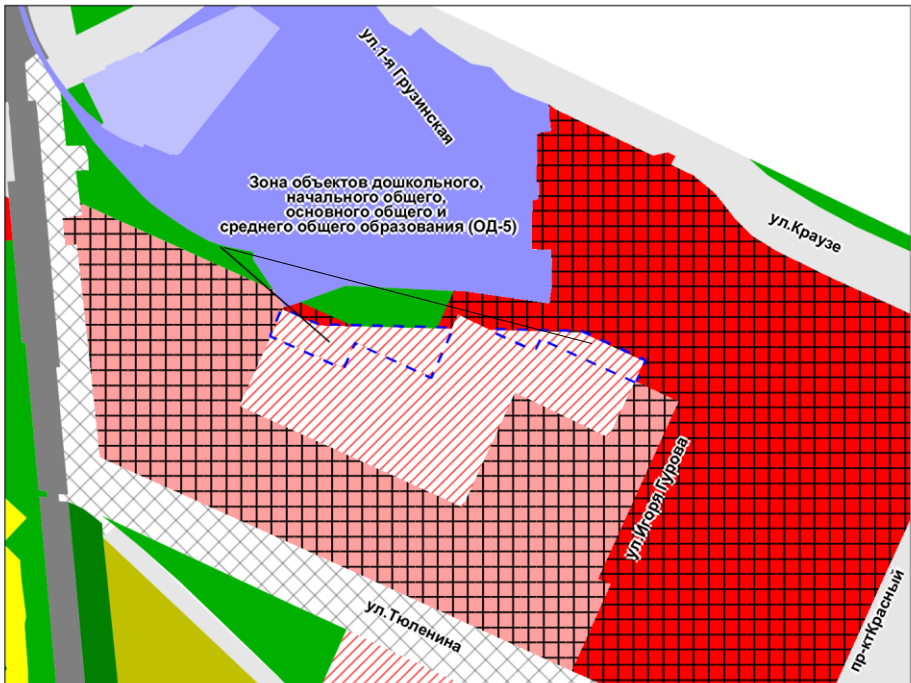 ул.1-я Грузинская
Зона объектов дошкольного,
начального общего,
основного общего и
среднего общего образования (ОД-5)
ул.Краузе
ул.Игоря Гурова
ул.Тюленина
пр-ктКрасный